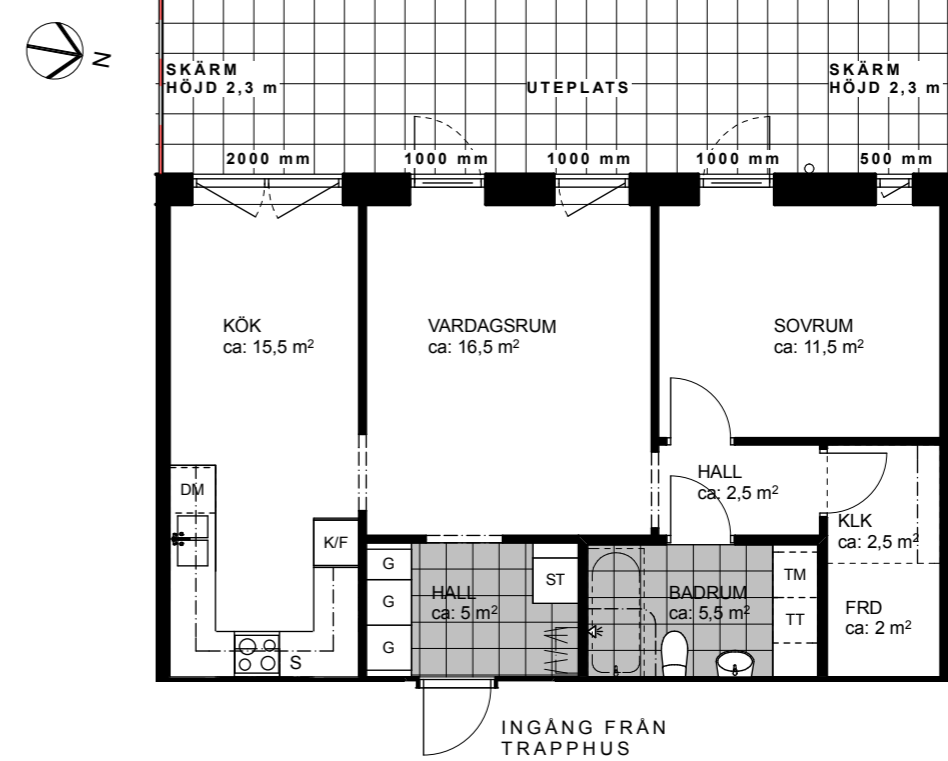 N
SKÄRM
HÖJD 2,3 m
UTEPLATS
SKÄRM
HÖJD 2,3 m
2000 mm
1000 mm
1000 mm
1000 mm
500 mm
KÖK
ca: 15,5 m²
VARDAGSRUM
ca: 16,5 m²
SOVRUM
ca: 11,5 m²
HALL
ca: 2,5 m²
DM
K/F
KLK
ca: 2,5 m²
G
G
G
HALL
ca: 5 m²
ST
BADRUM
ca: 5,5 m²
TM
TT
FRD
ca: 2 m²
S
INGÅNG FRÅN
TRAPPHUS